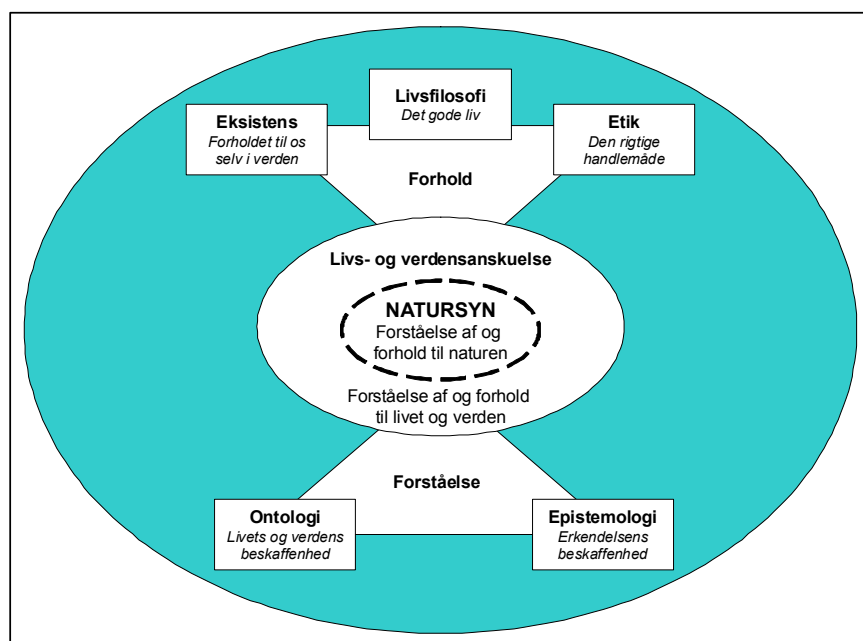 Livsfilosofi
Det gode liv
Eksistens
Forholdet til os
selv i verden
Etik
Den rigtige
handlemåde
Forhold
Livs- og verdensanskuelse
NATURSYN
Forståelse af og
forhold til naturen
Forståelse af og forhold
til livet og verden
Forståelse
Ontologi
Livets og verdens
beskaffenhed
Epistemologi
Erkendelsens
beskaffenhed